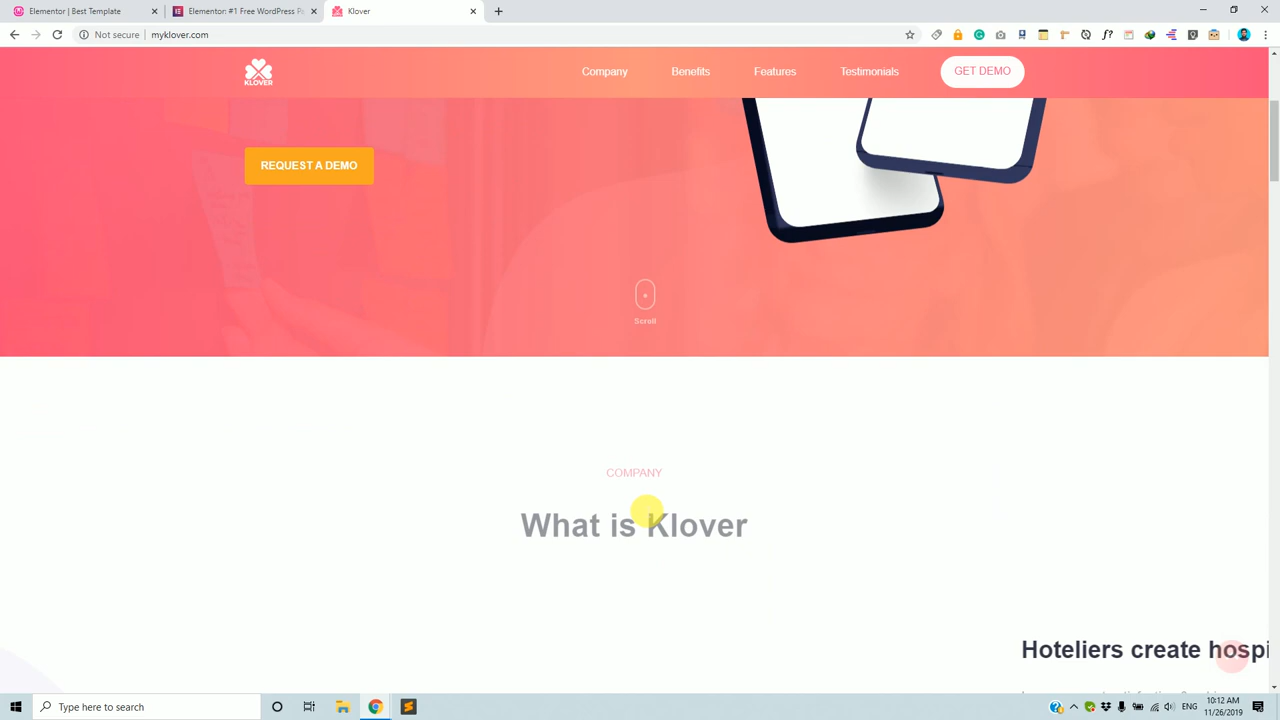 Elementor | Best Template
Elementor: #1 Free WordPress P
Klover
Not secure | myklover.com
KLOVER
Company
Benefits
Features
Testimonials
GET DEMO
REQUEST A DEMO
Scroll
COMPANY
What is Klover
Hoteliers create hospi
Type here to search
ENG
10:12 AM
11/26/2019